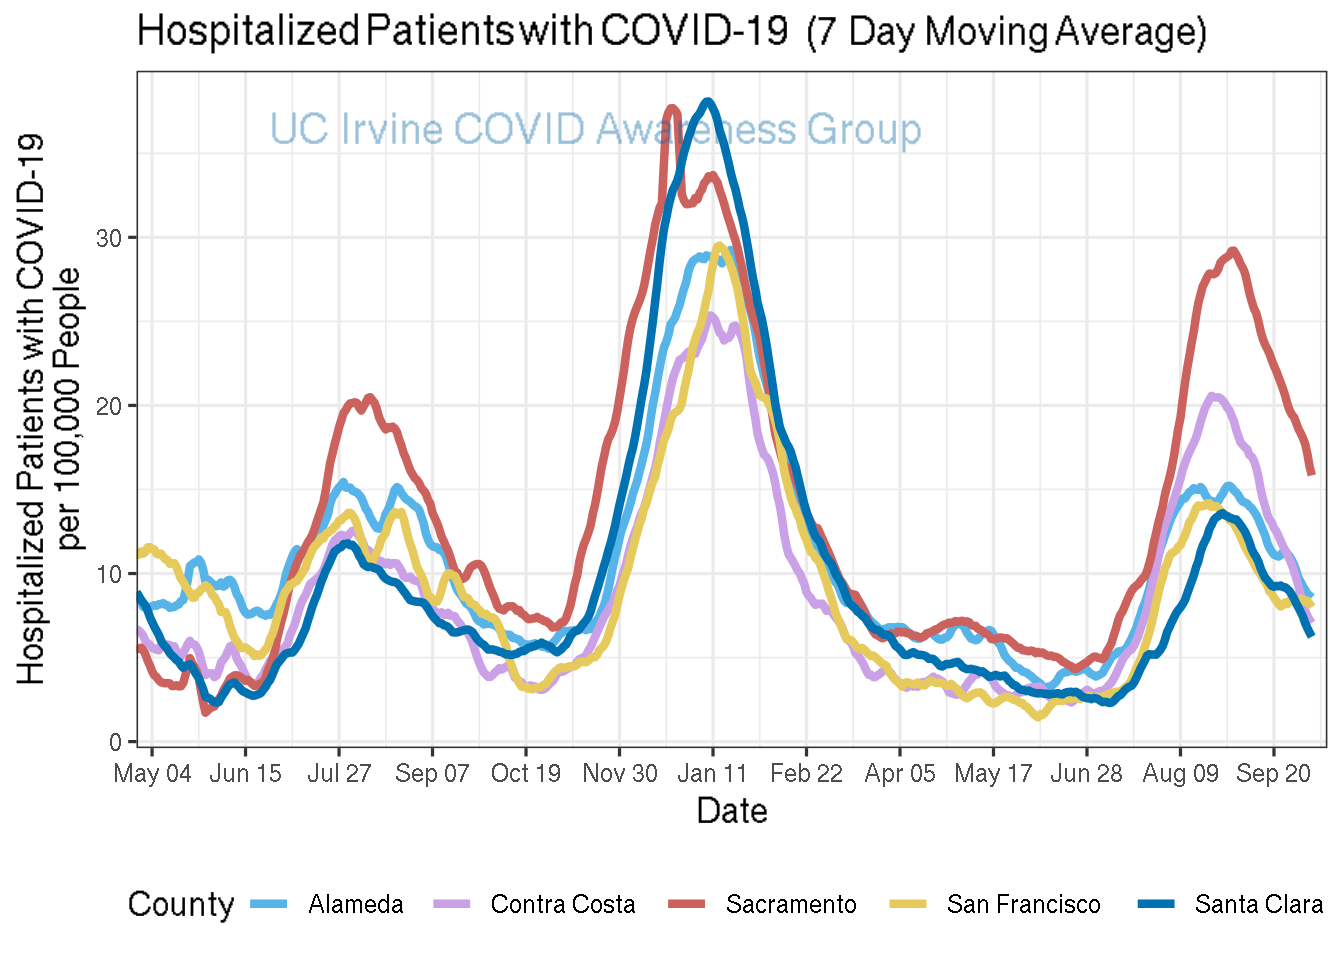 Hospitalized Patients with COVID-19 (7 Day Moving Average)
UC Irvine COVID Awareness Group
Hospitalized Patients with COVID-19
per 100,000 People
30
20
10
0
May 04 Jun 15 Jul 27 Sep 07 Oct 19 Nov 30 Jan 11 Feb 22 Apr 05 May 17 Jun 28 Aug 09 Sep 20
Date
County Alameda Contra Costa Sacramento San Francisco Santa Clara